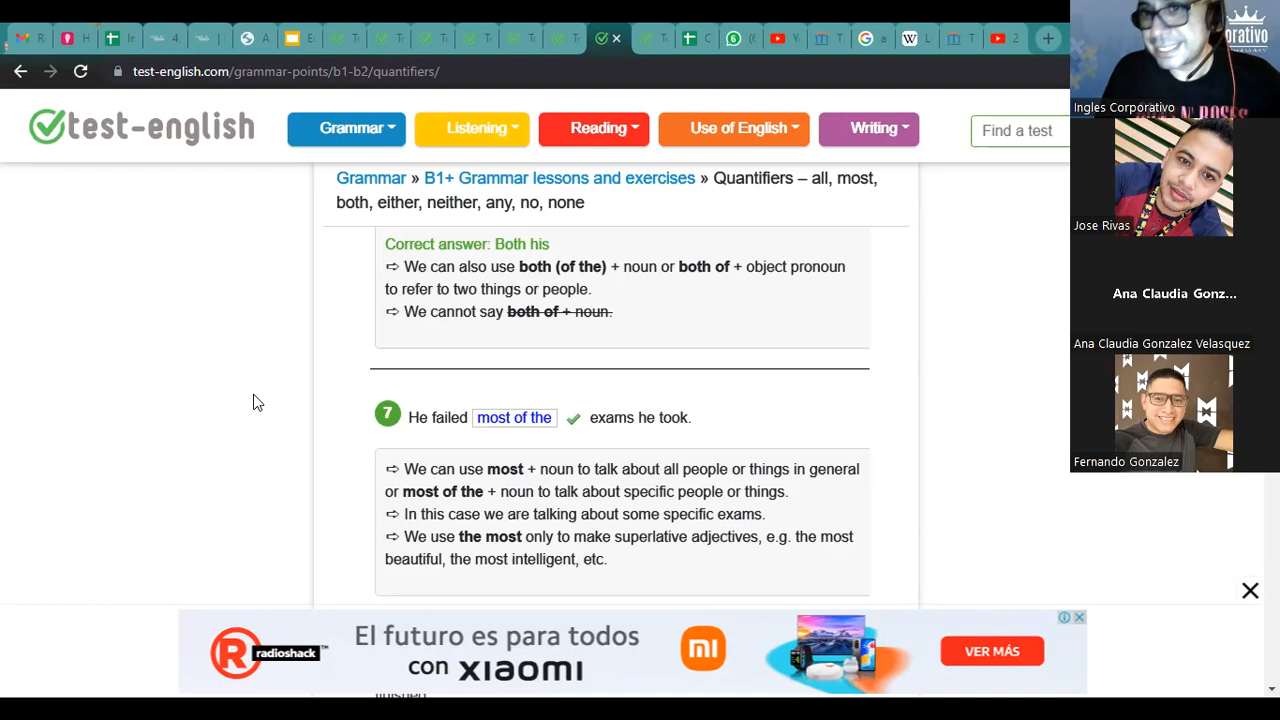 test-english.com/grammar-points/b1-b2/quantifiers/
test-english
Grammar
Listening
Reading
Use of English
Writing
Find a test
Grammar » B1+ Grammar lessons and exercises » Quantifiers – all, most,
both, either, neither, any, no, none
Correct answer: Both his
⇨ We can also use both (of the) + noun or both of + object pronoun
to refer to two things or people.
⇨ We cannot say both of + noun.
7 He failed most of the exams he took.
⇨ We can use most + noun to talk about all people or things in general
or most of the + noun to talk about specific people or things.
⇨ In this case we are talking about some specific exams.
⇨ We use the most only to make superlative adjectives, e.g. the most
beautiful, the most intelligent, etc.
R radioshack™
El futuro es para todos
con xiaomi
mi
VER MÁS
orativo
Ingles Corporativo
Jose Rivas
Ana Claudia Gonz...
Ana Claudia Gonzalez Velasquez
Fernando Gonzalez